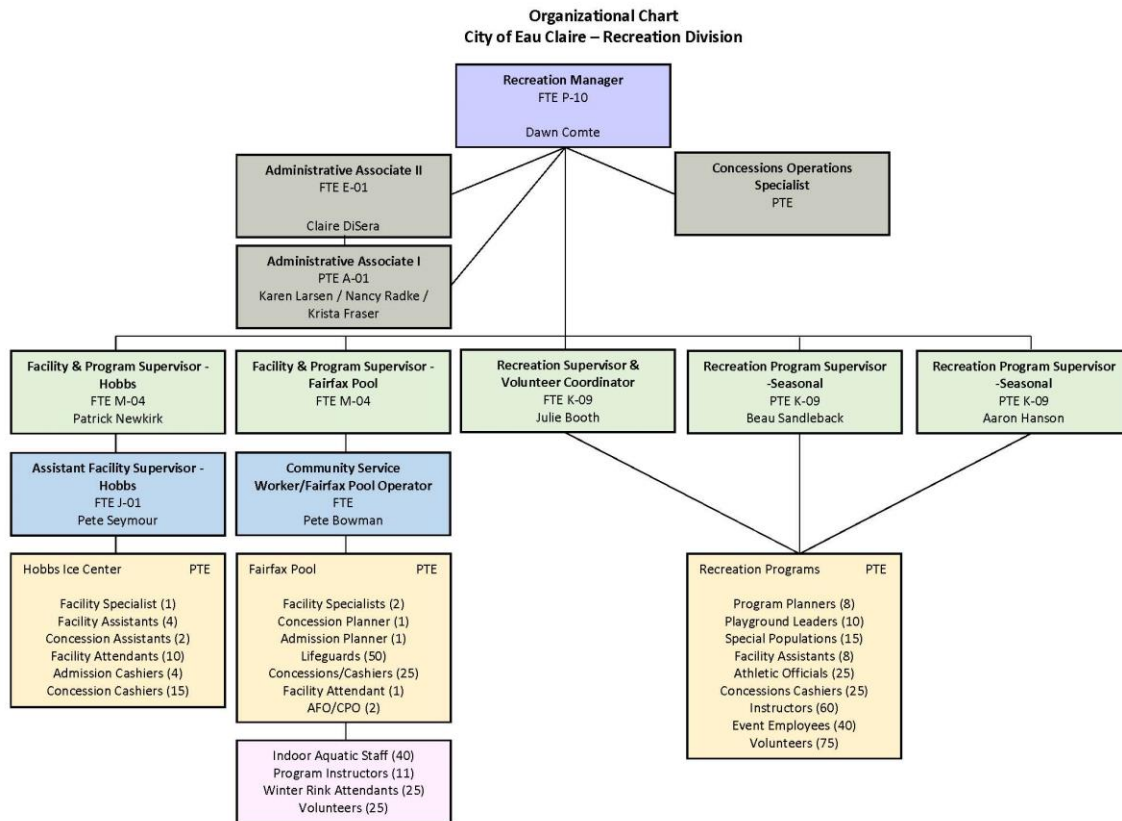 Organizational Chart
City of Eau Claire – Recreation Division
Recreation Manager
FTE P-10
Dawn Comte
Administrative Associate II
FTE E-01
Claire DiSera
Concessions Operations
Specialist
PTE
Administrative Associate I
PTE A-01
Karen Larsen / Nancy Radke /
Krista Fraser
Facility & Program Supervisor -
Hobbs
FTE M-04
Patrick Newkirk
Facility & Program Supervisor -
Fairfax Pool
FTE M-04
Recreation Supervisor &
Volunteer Coordinator
FTE K-09
Julie Booth
Recreation Program Supervisor
-Seasonal
PTE K-09
Beau Sandleback
Recreation Program Supervisor
-Seasonal
PTE K-09
Aaron Hanson
Assistant Facility Supervisor -
Hobbs
FTE J-01
Pete Seymour
Community Service
Worker/Fairfax Pool Operator
FTE
Pete Bowman
Hobbs Ice Center PTE
Facility Specialist (1)
Facility Assistants (4)
Concession Assistants (2)
Facility Attendants (10)
Admission Cashiers (4)
Concession Cashiers (15)
Fairfax Pool PTE
Facility Specialists (2)
Concession Planner (1)
Admission Planner (1)
Lifeguards (50)
Concessions/Cashiers (25)
Facility Attendant (1)
AFO/CPO (2)
Recreation Programs PTE
Program Planners (8)
Playground Leaders (10)
Special Populations (15)
Facility Assistants (8)
Athletic Officials (25)
Concessions Cashiers (25)
Instructors (60)
Event Employees (40)
Volunteers (75)
Indoor Aquatic Staff (40)
Program Instructors (11)
Winter Rink Attendants (25)
Volunteers (25)